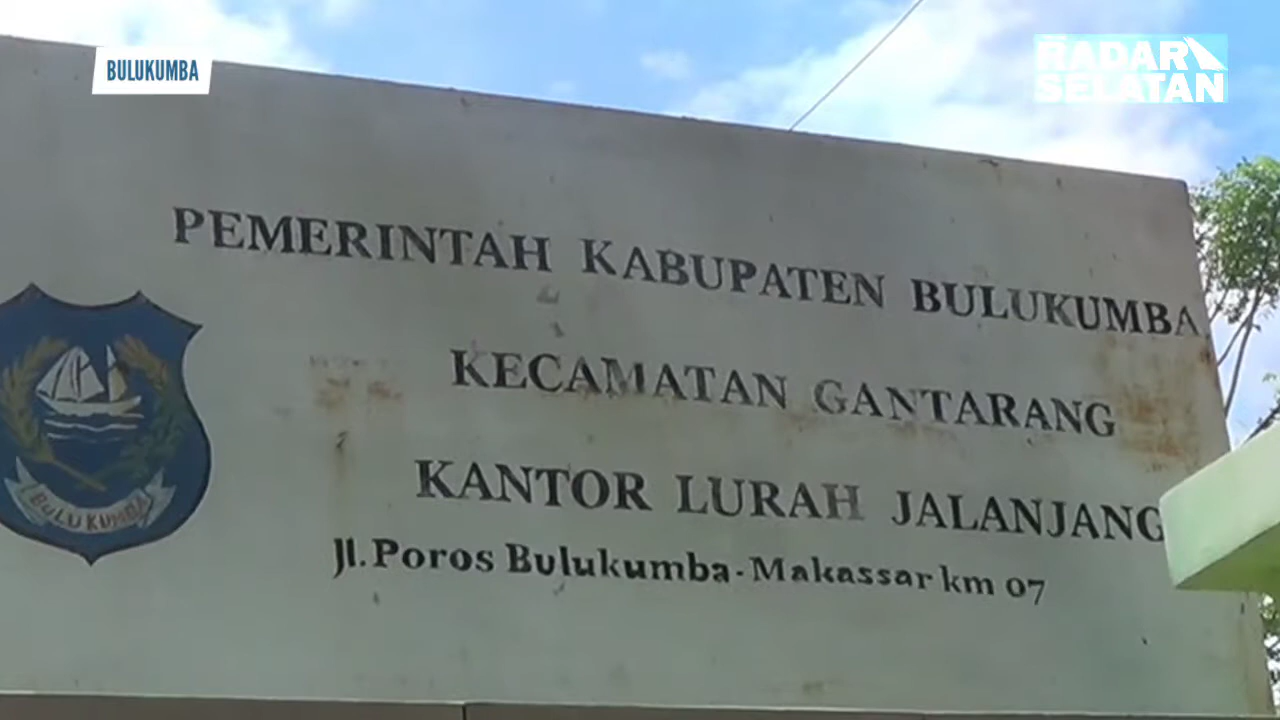 BULUKUMBA
RADAR
SELATAN
PEMERINTAH KABUPATEN BULUKUMBA
KECAMATAN GANTARANG
KANTOR LURAH JALANJANG
Jl. Poros Bulukumba - Makassar km 07
BULUKUMBA